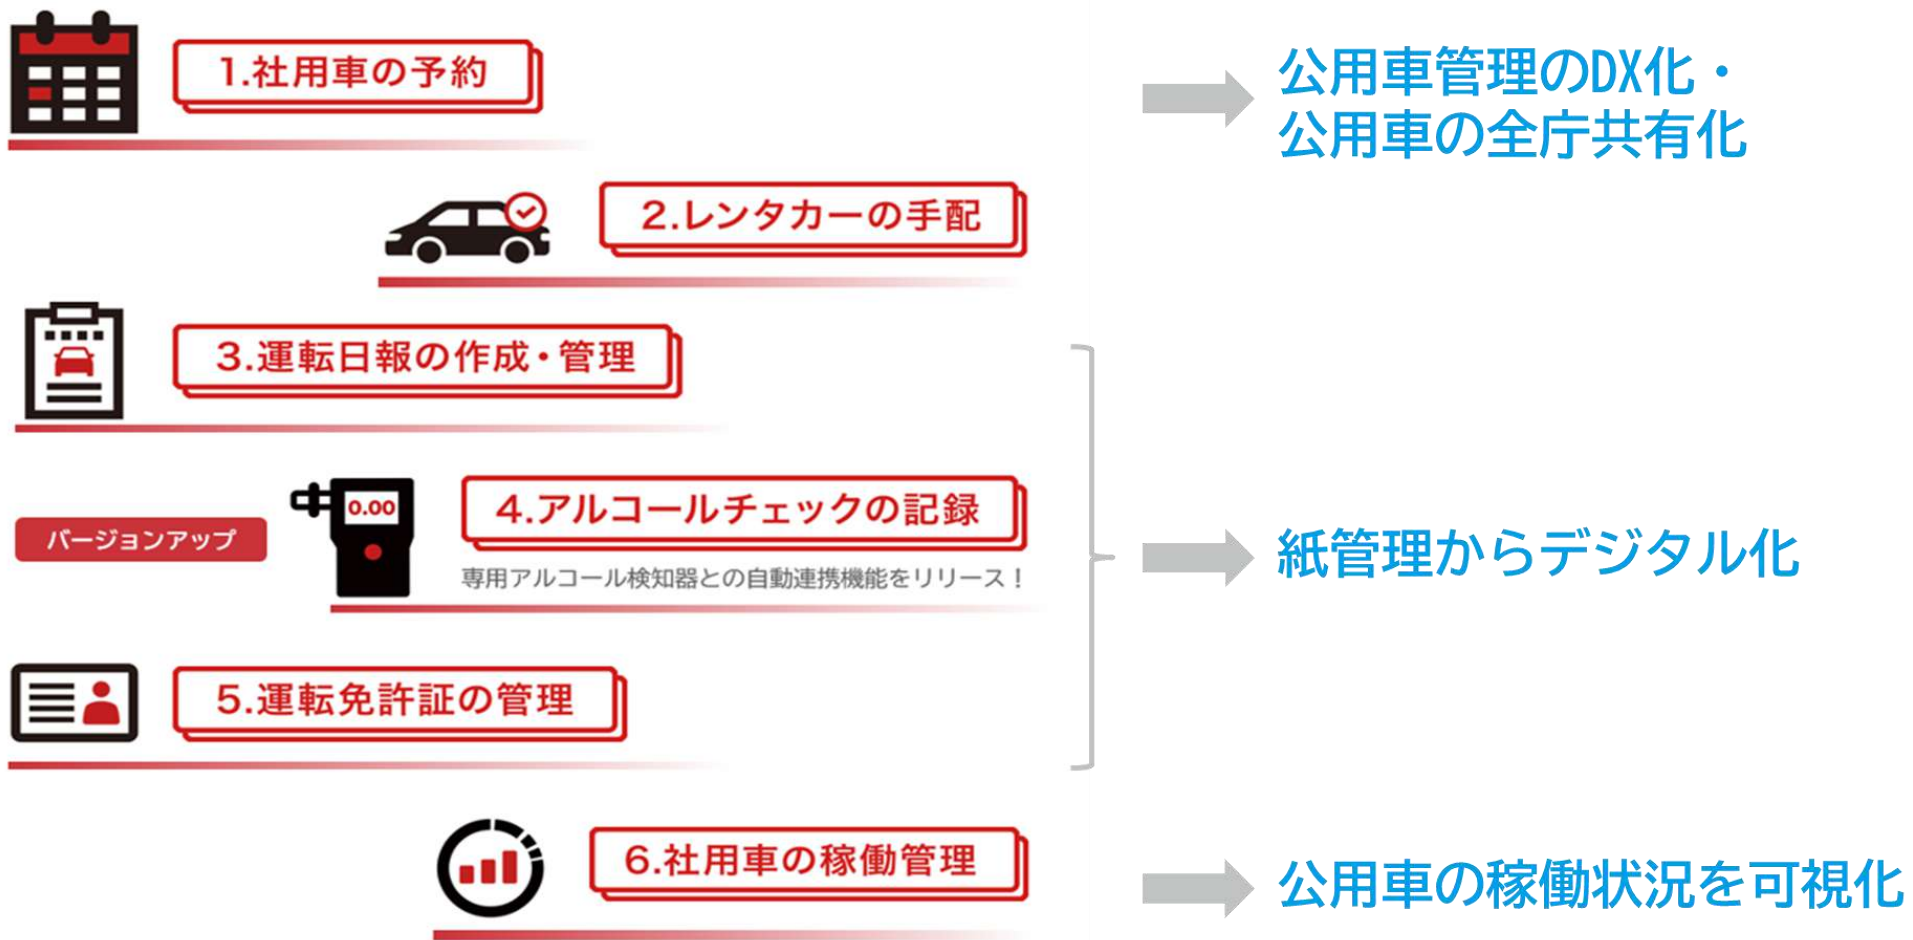 1.社用車の予約
公用車管理のDX化・
公用車の全庁共有化
2.レンタカーの手配
3.運転日報の作成・管理
バージョンアップ
0.00
4.アルコールチェックの記録
専用アルコール検知器との自動連携機能をリリース！
紙管理からデジタル化
5.運転免許証の管理
6.社用車の稼働管理
公用車の稼働状況を可視化